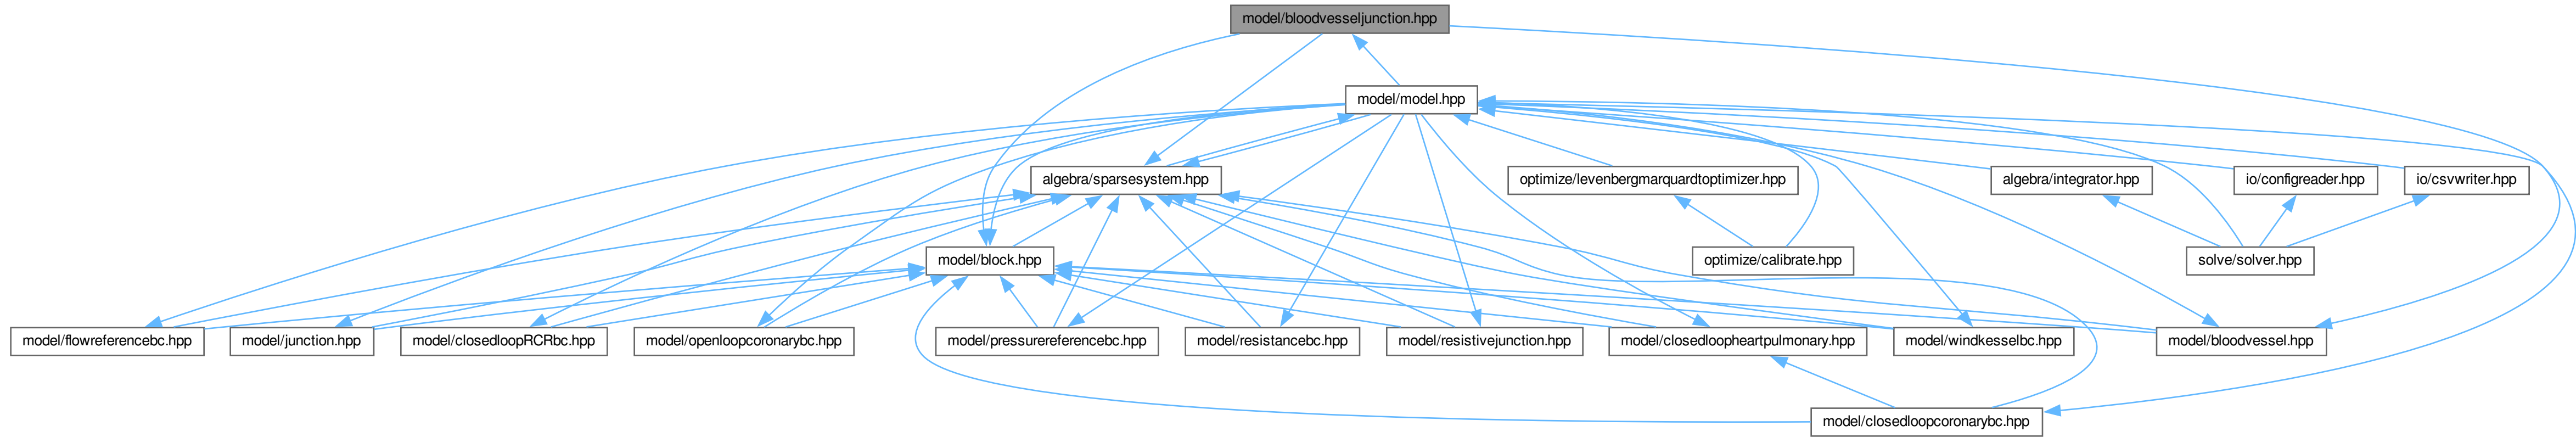 model/bloodvesseljunction.hpp
model/model.hpp
algebra/sparsesystem.hpp
optimize/levenbergmarquardtoptimizer.hpp
algebra/integrator.hpp
io/configreader.hpp
io/csvwriter.hpp
model/block.hpp
optimize/calibrate.hpp
solve/solver.hpp
model/flowreferencebc.hpp
model/junction.hpp
model/closedloopRCRbc.hpp
model/openloopcoronarybc.hpp
model/pressurereferencebc.hpp
model/resistancebc.hpp
model/resistivejunction.hpp
model/closedloopheartpulmonary.hpp
model/windkesselbc.hpp
model/bloodvessel.hpp
model/closedloopcoronarybc.hpp